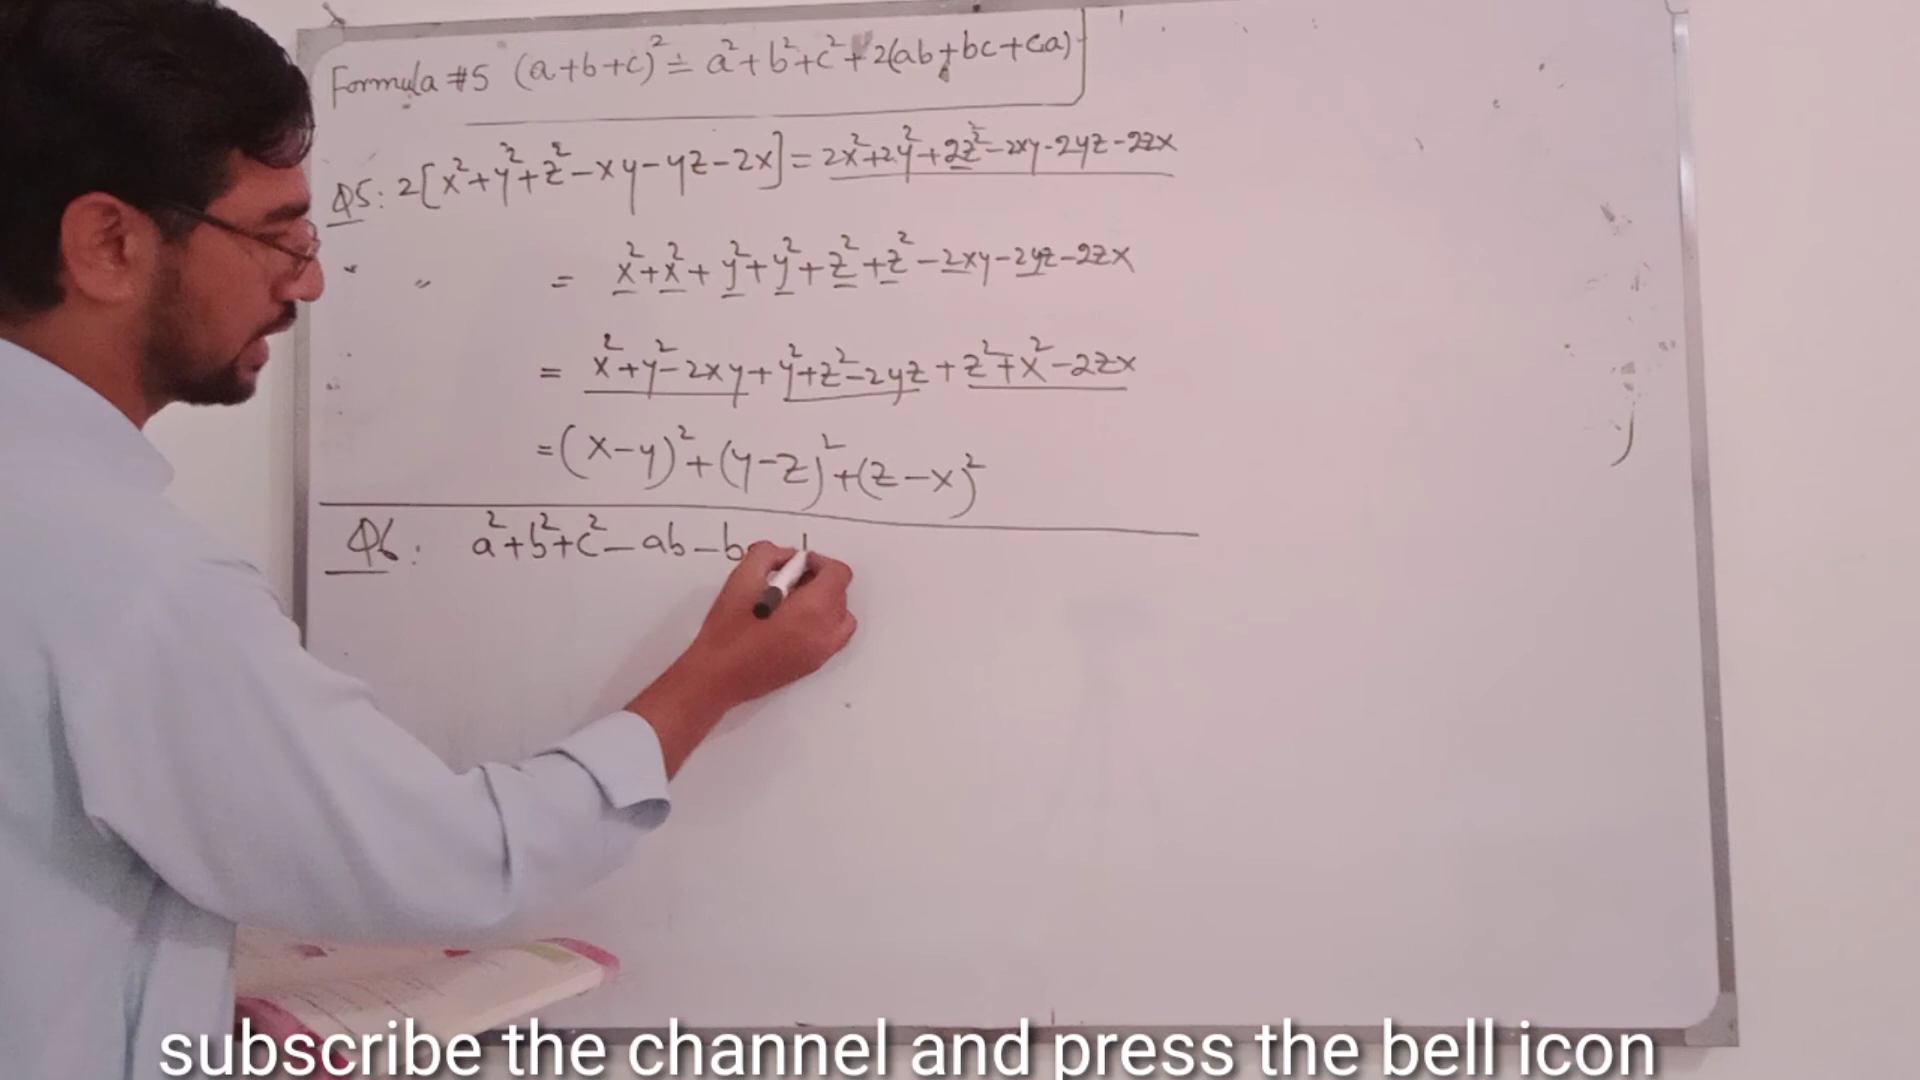 Formula #5 (a+b+c)² = a²+b²+c²+2(ab+bc+ca)
Q5: 2[x²+y²+z²-xy-yz-zx] = 2x²+2y²+2z²-2xy-2yz-2zx
" " = x²+x²+y²+y²+z²+z²-2xy-2yz-2zx
= x²+y²-2xy+y²+z²-2yz+z²+x²-2zx
=(x-y)²+(y-z)²+(z-x)²
Q6: a²+b²+c²-ab-b
subscribe the channel and press the bell icon